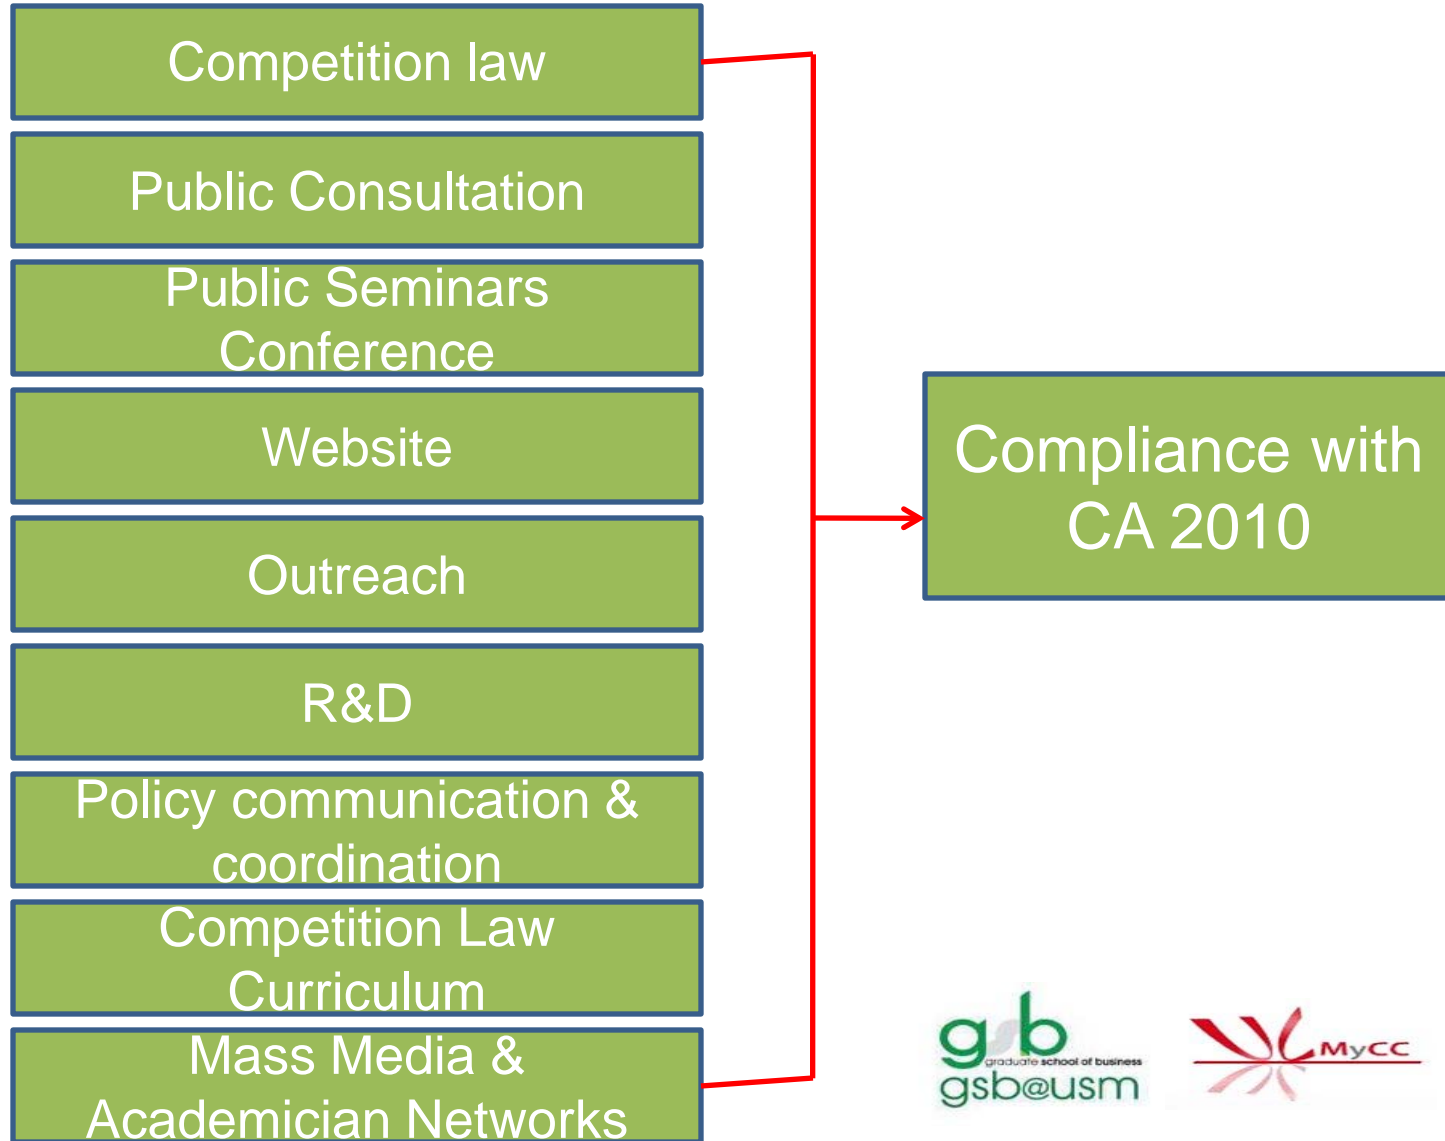 Competition law
Public Consultation
Public Seminars
Conference
Website
Outreach
R&D
Policy communication &
coordination
Competition Law
Curriculum
Mass Media &
Academician Networks
Compliance with
CA 2010
gsb
graduate school of business
gsb@usm
MyCC